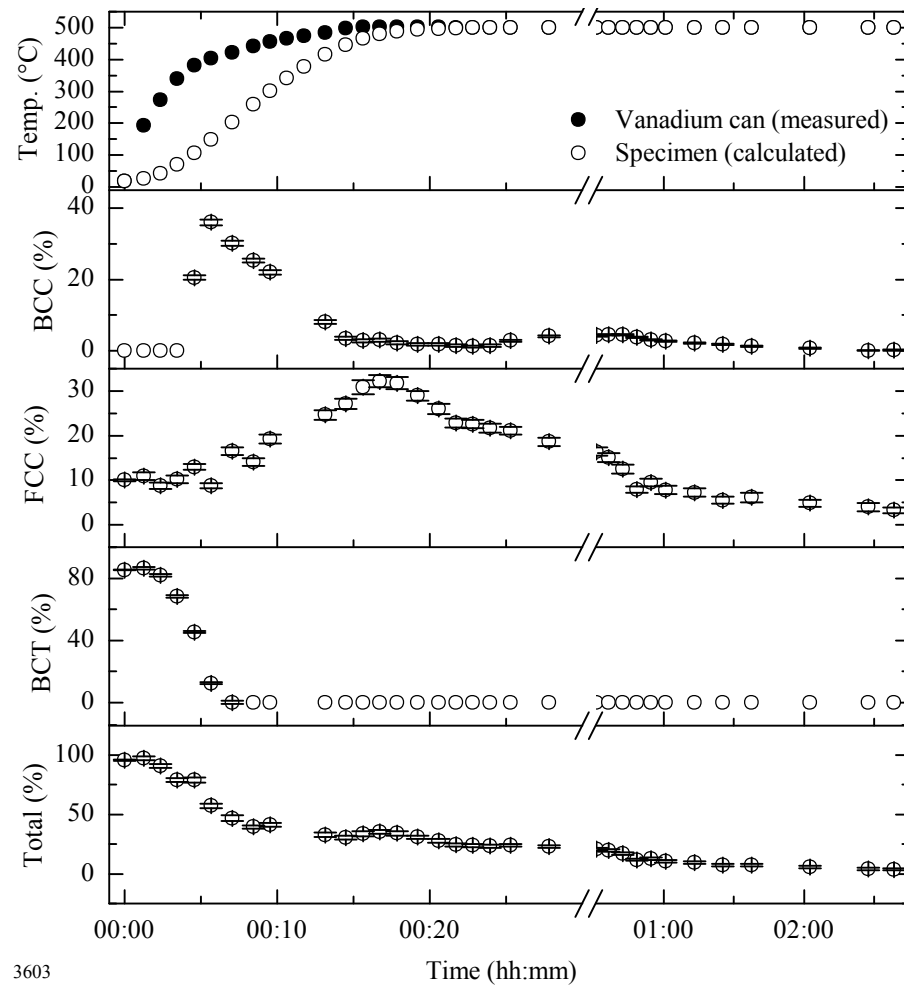 500
400
300
200
100
0
Temp. (°C)
Vanadium can (measured)
Specimen (calculated)
40
20
0
BCC (%)
30
20
10
0
FCC (%)
80
40
0
BCT (%)
100
50
0
Total (%)
00:00 00:10 00:20 01:00 02:00
Time (hh:mm)
3603